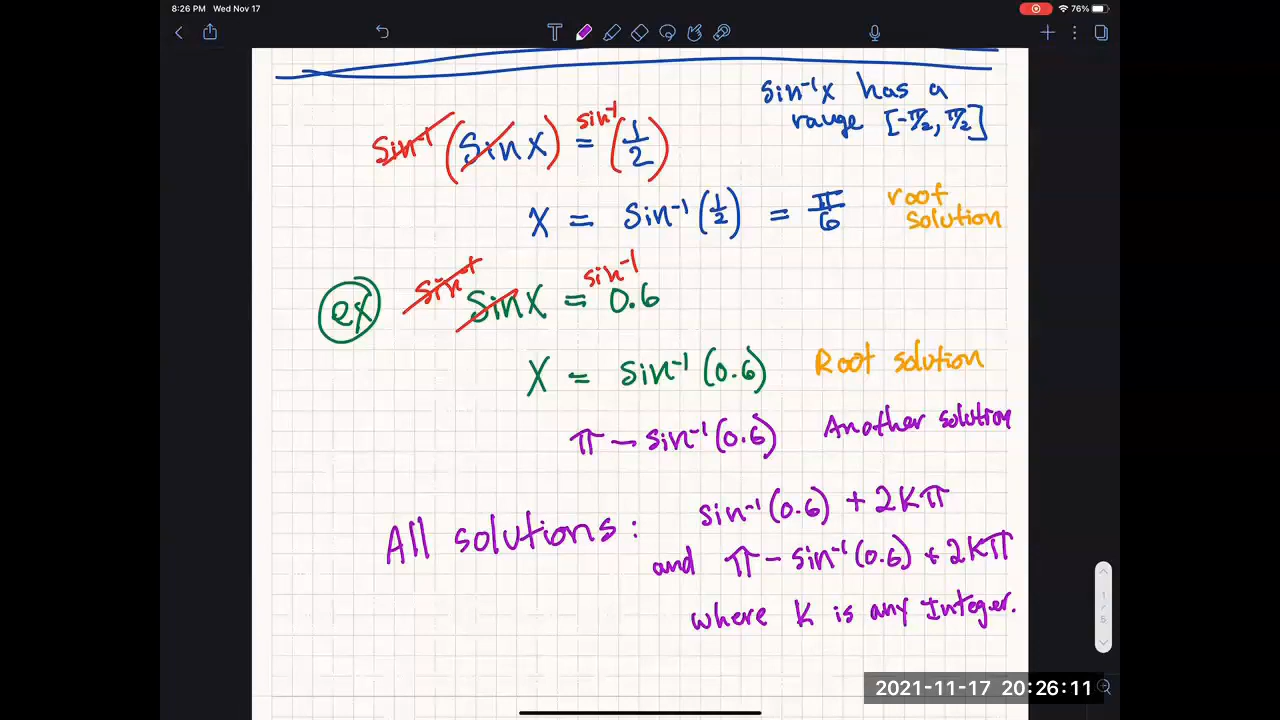 8:26 PM Wed Nov 17
76%
sin⁻¹x has a
range [-π/2, π/2]
sin⁻¹(sin x) = sin⁻¹(1/2)
x = sin⁻¹(1/2) = π/6
root
solution
ex
sin⁻¹ sin x = sin⁻¹ 0.6
x = sin⁻¹(0.6) Root solution
π - sin⁻¹(0.6) Another solution
All solutions: sin⁻¹(0.6) + 2Kπ
and π - sin⁻¹(0.6) + 2Kπ
where K is any Integer.
1
/
5
2021-11-17 20:26:11